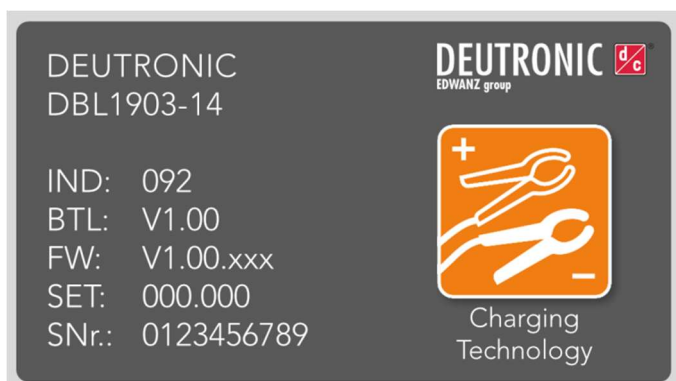 DEUTRONIC
DBL1903-14
IND: 092
BTL: V1.00
FW: V1.00.xxx
SET: 000.000
SNr.: 0123456789
DEUTRONIC d/c®
EDWANZ group
+
−
Charging
Technology